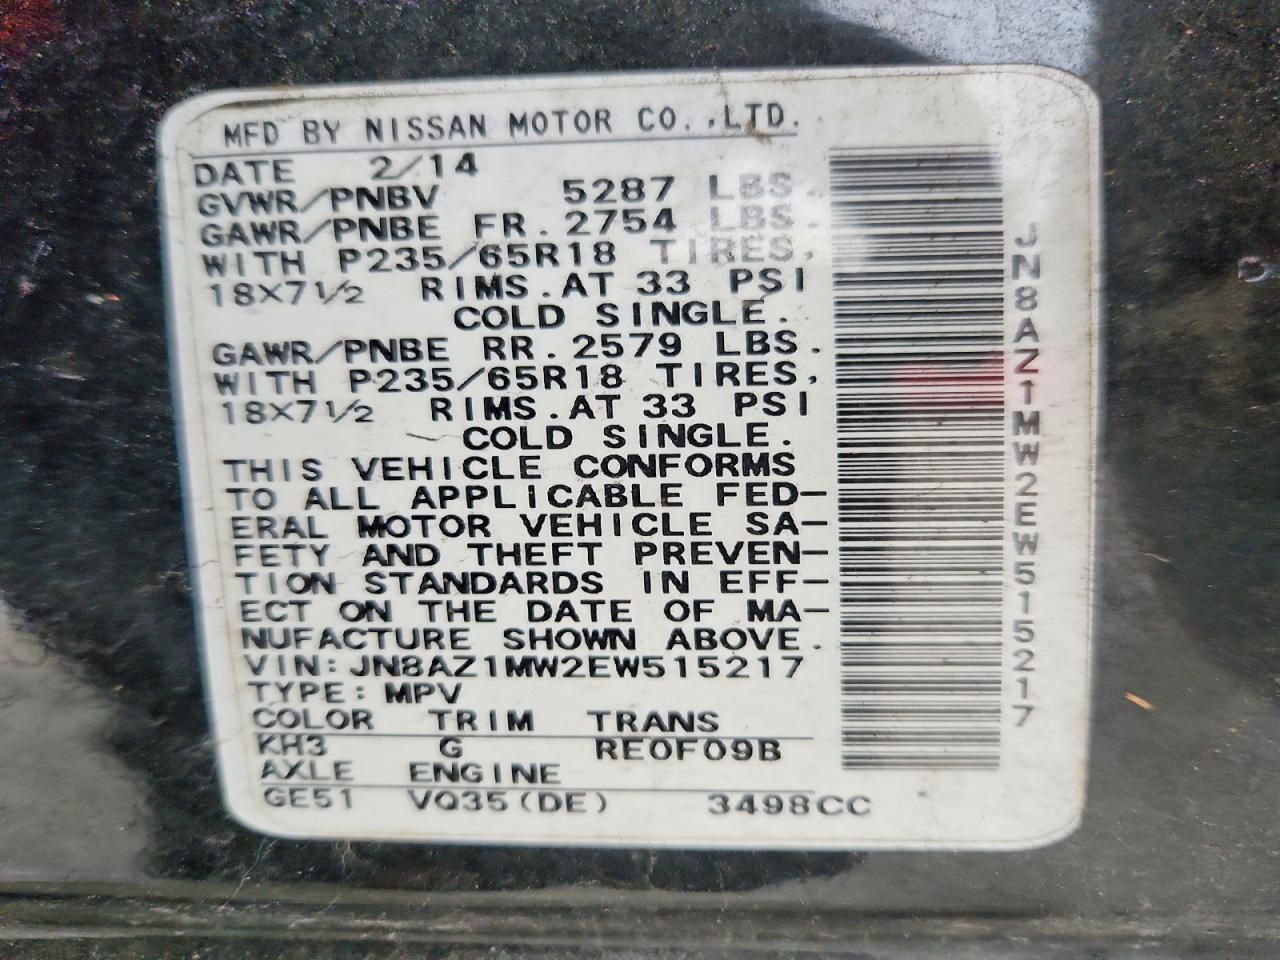 MFD BY NISSAN MOTOR CO.,LTD.
DATE 2/14
GVWR/PNBV 5287 LBS.
GAWR/PNBE FR.2754 LBS.
WITH P235/65R18 TIRES,
18X7½ RIMS.AT 33 PSI
COLD SINGLE.
GAWR/PNBE RR.2579 LBS.
WITH P235/65R18 TIRES,
18X7½ RIMS.AT 33 PSI
COLD SINGLE.
THIS VEHICLE CONFORMS
TO ALL APPLICABLE FED-
ERAL MOTOR VEHICLE SA-
FETY AND THEFT PREVEN-
TION STANDARDS IN EFF-
ECT ON THE DATE OF MA-
NUFACTURE SHOWN ABOVE.
VIN:JN8AZ1MW2EW515217
TYPE:MPV
COLOR TRIM TRANS
KH3 G RE0F09B
AXLE ENGINE
GE51 VQ35(DE) 3498CC
JN8AZ1MW2EW515217